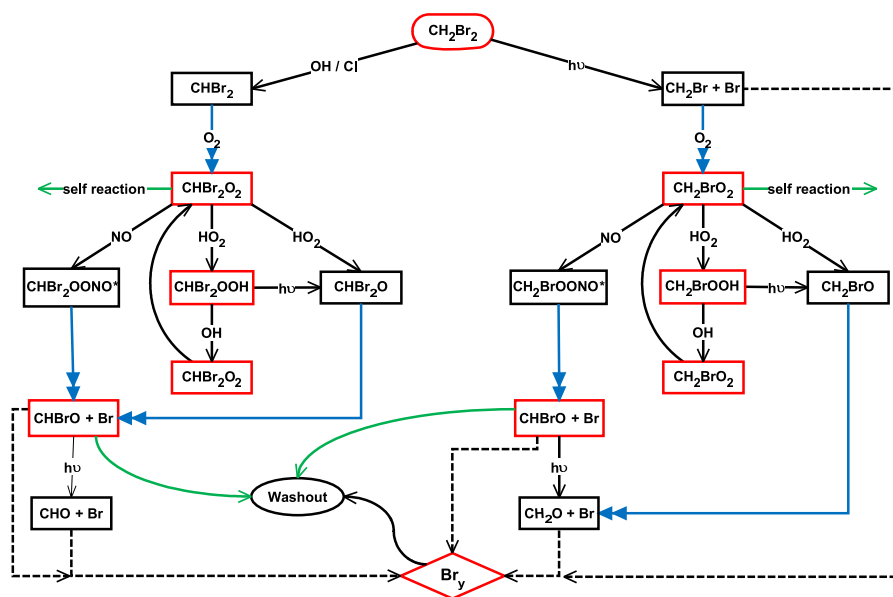 CH2Br2
OH / Cl
hυ
CHBr2
CH2Br + Br
O2
O2
self reaction
CHBr2O2
CH2BrO2
self reaction
NO
HO2
HO2
NO
HO2
HO2
CHBr2OONO*
CHBr2OOH
hυ
CHBr2O
CH2BrOONO*
CH2BrOOH
hυ
CH2BrO
OH
OH
CHBr2O2
CH2BrO2
CHBrO + Br
CHBrO + Br
hυ
hυ
Washout
CHO + Br
CH2O + Br
Bry